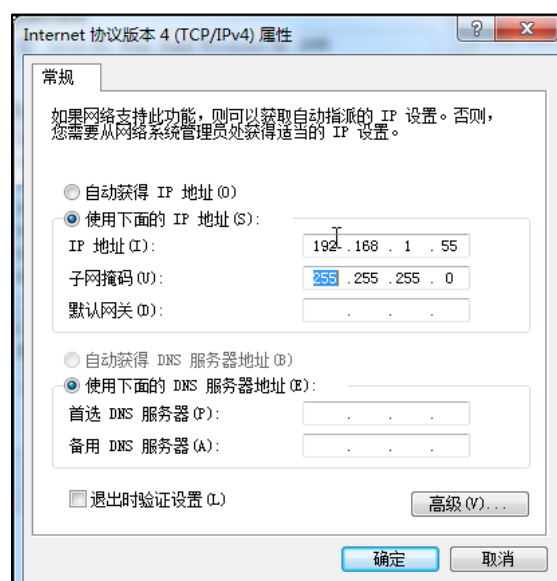 Internet 协议版本 4 (TCP/IPv4) 属性
常规
如果网络支持此功能，则可以获取自动指派的 IP 设置。否则，
您需要从网络系统管理员处获得适当的 IP 设置。
自动获得 IP 地址(O)
使用下面的 IP 地址(S):
IP 地址(I): 192 .168 . 1 . 55
子网掩码(U): 255 .255 .255 . 0
默认网关(D): . . .
自动获得 DNS 服务器地址(B)
使用下面的 DNS 服务器地址(E):
首选 DNS 服务器(P): . . .
备用 DNS 服务器(A): . . .
退出时验证设置(L)
高级(V)...
确定 取消